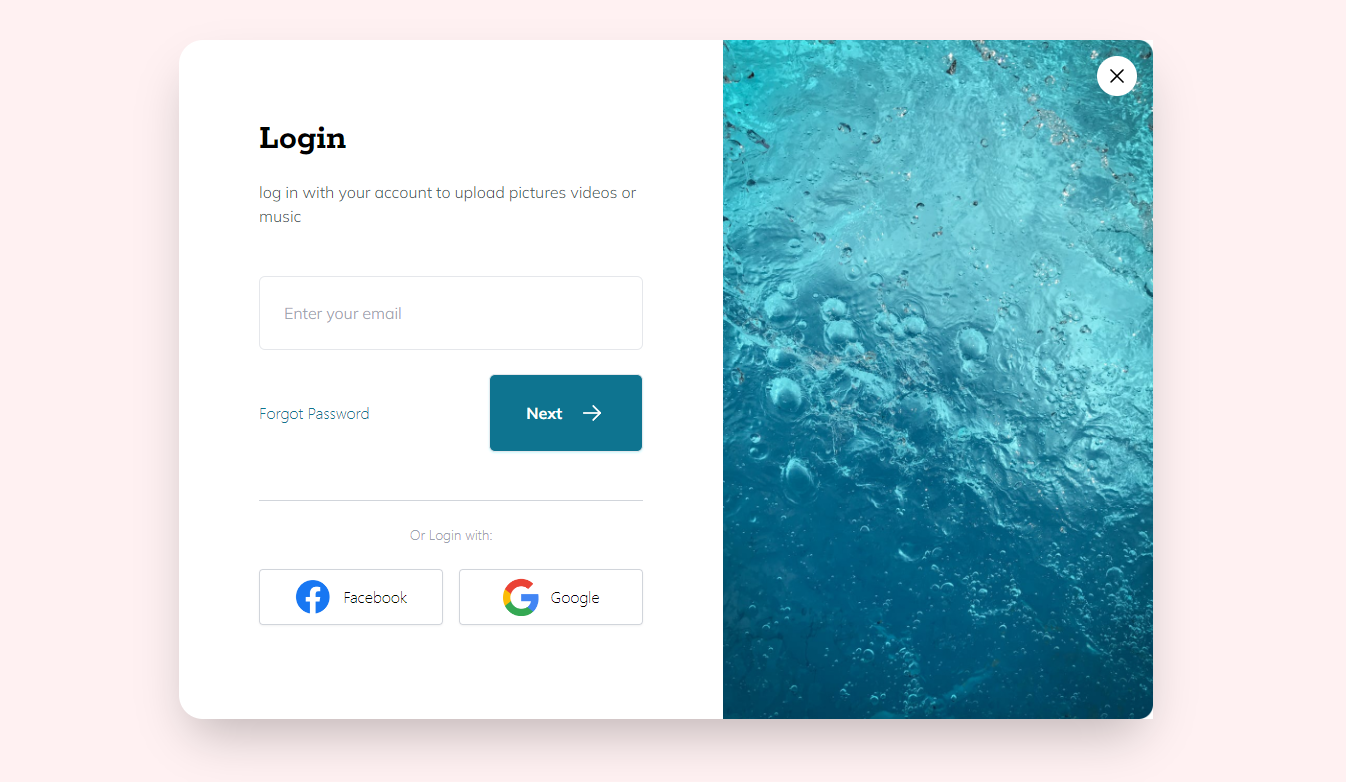 Login
log in with your account to upload pictures videos or
music
Enter your email
Forgot Password
Next
Or Login with:
Facebook
Google